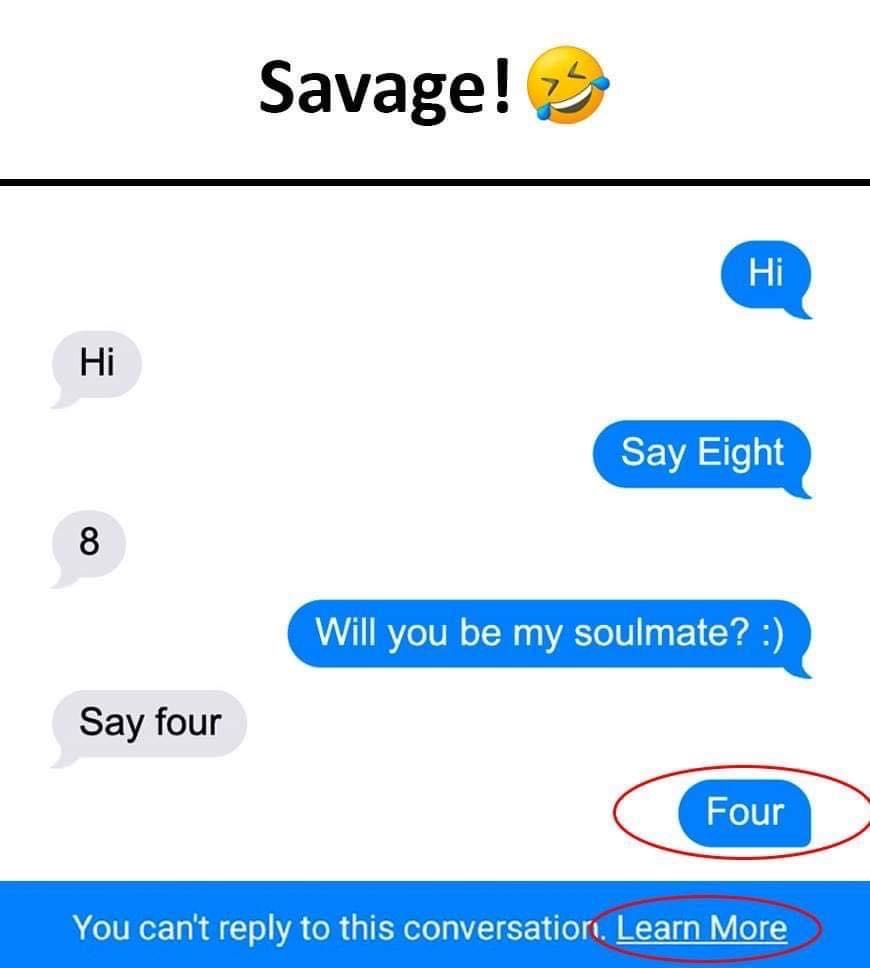 Savage!🤣
Hi
Hi
Say Eight
8
Will you be my soulmate? :)
Say four
Four
You can't reply to this conversation. Learn More